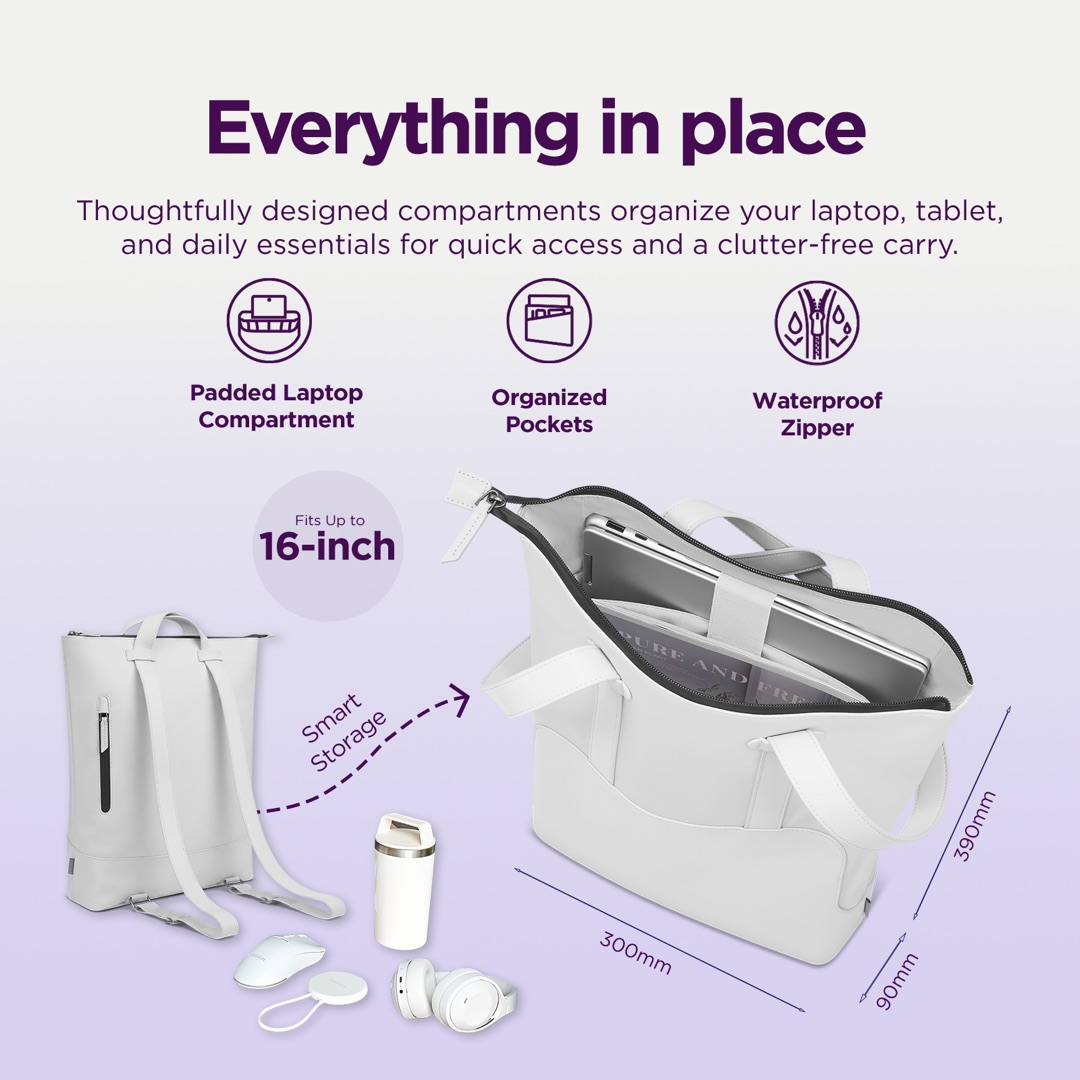 Everything in place
Thoughtfully designed compartments organize your laptop, tablet,
and daily essentials for quick access and a clutter-free carry.
Padded Laptop
Compartment
Organized
Pockets
Waterproof
Zipper
Fits Up to
16-inch
Smart
Storage
PURE AND FRE
390mm
300mm
90mm